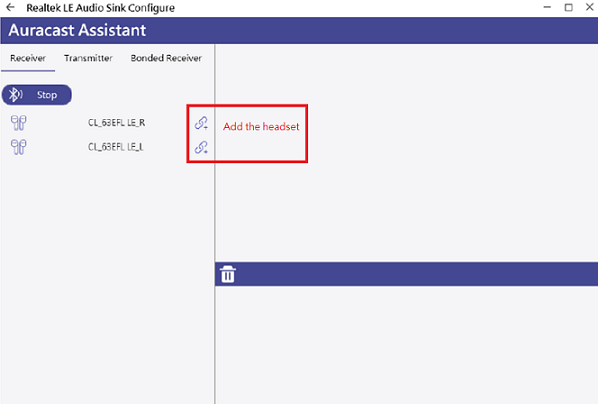 Realtek LE Audio Sink Configure
Auracast Assistant
Receiver Transmitter Bonded Receiver
Stop
CL_63EFL LE_R
Add the headset
CL_63EFL LE_L